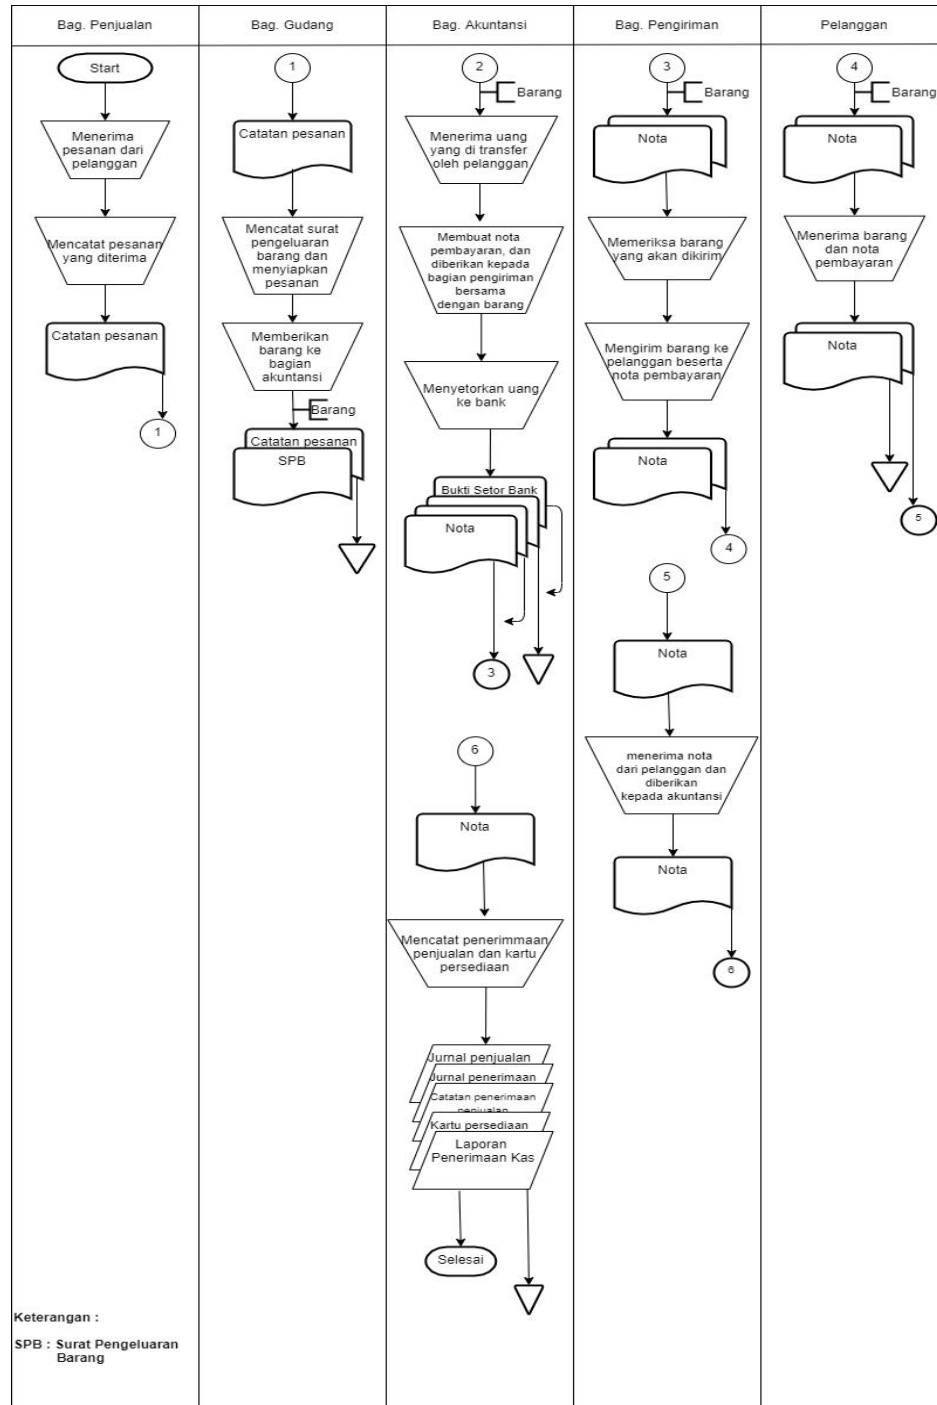 Bag. Penjualan
Bag. Gudang
Bag. Akuntansi
Bag. Pengiriman
Pelanggan
Start
Menerima
pesanan dari
pelanggan
Mencatat pesanan
yang diterima
Catatan pesanan
1
1
Catatan pesanan
Mencatat surat
pengeluaran
barang dan
menyiapkan
pesanan
Memberikan
barang ke
bagian
akuntansi
Barang
Catatan pesanan
SPB
2
Barang
Menerima uang
yang di transfer
oleh pelanggan
Membuat nota
pembayaran, dan
diberikan kepada
bagian pengiriman
bersama
dengan barang
Menyetorkan uang
ke bank
Bukti Setor Bank
Nota
3
6
Nota
Mencatat penerimmaan
penjualan dan kartu
persediaan
Jurnal penjualan
Jurnal penerimaan
Catatan penerimaan
penjualan
Kartu persediaan
Laporan
Penerimaan Kas
Selesai
3
Barang
Nota
Memeriksa barang
yang akan dikirim
Mengirim barang ke
pelanggan beserta
nota pembayaran
Nota
4
5
Nota
menerima nota
dari pelanggan dan
diberikan
kepada akuntansi
Nota
6
4
Barang
Nota
Menerima barang
dan nota
pembayaran
Nota
5
Keterangan :
SPB : Surat Pengeluaran
Barang